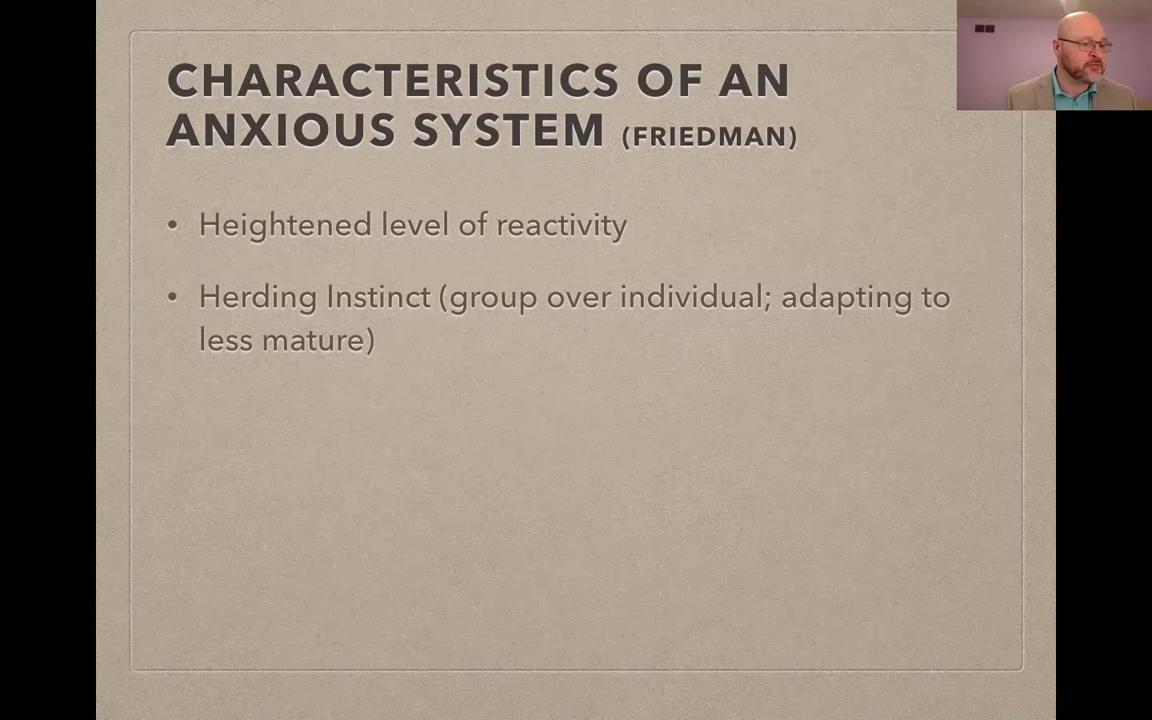 CHARACTERISTICS OF AN
ANXIOUS SYSTEM (FRIEDMAN)
• Heightened level of reactivity
• Herding Instinct (group over individual; adapting to
less mature)